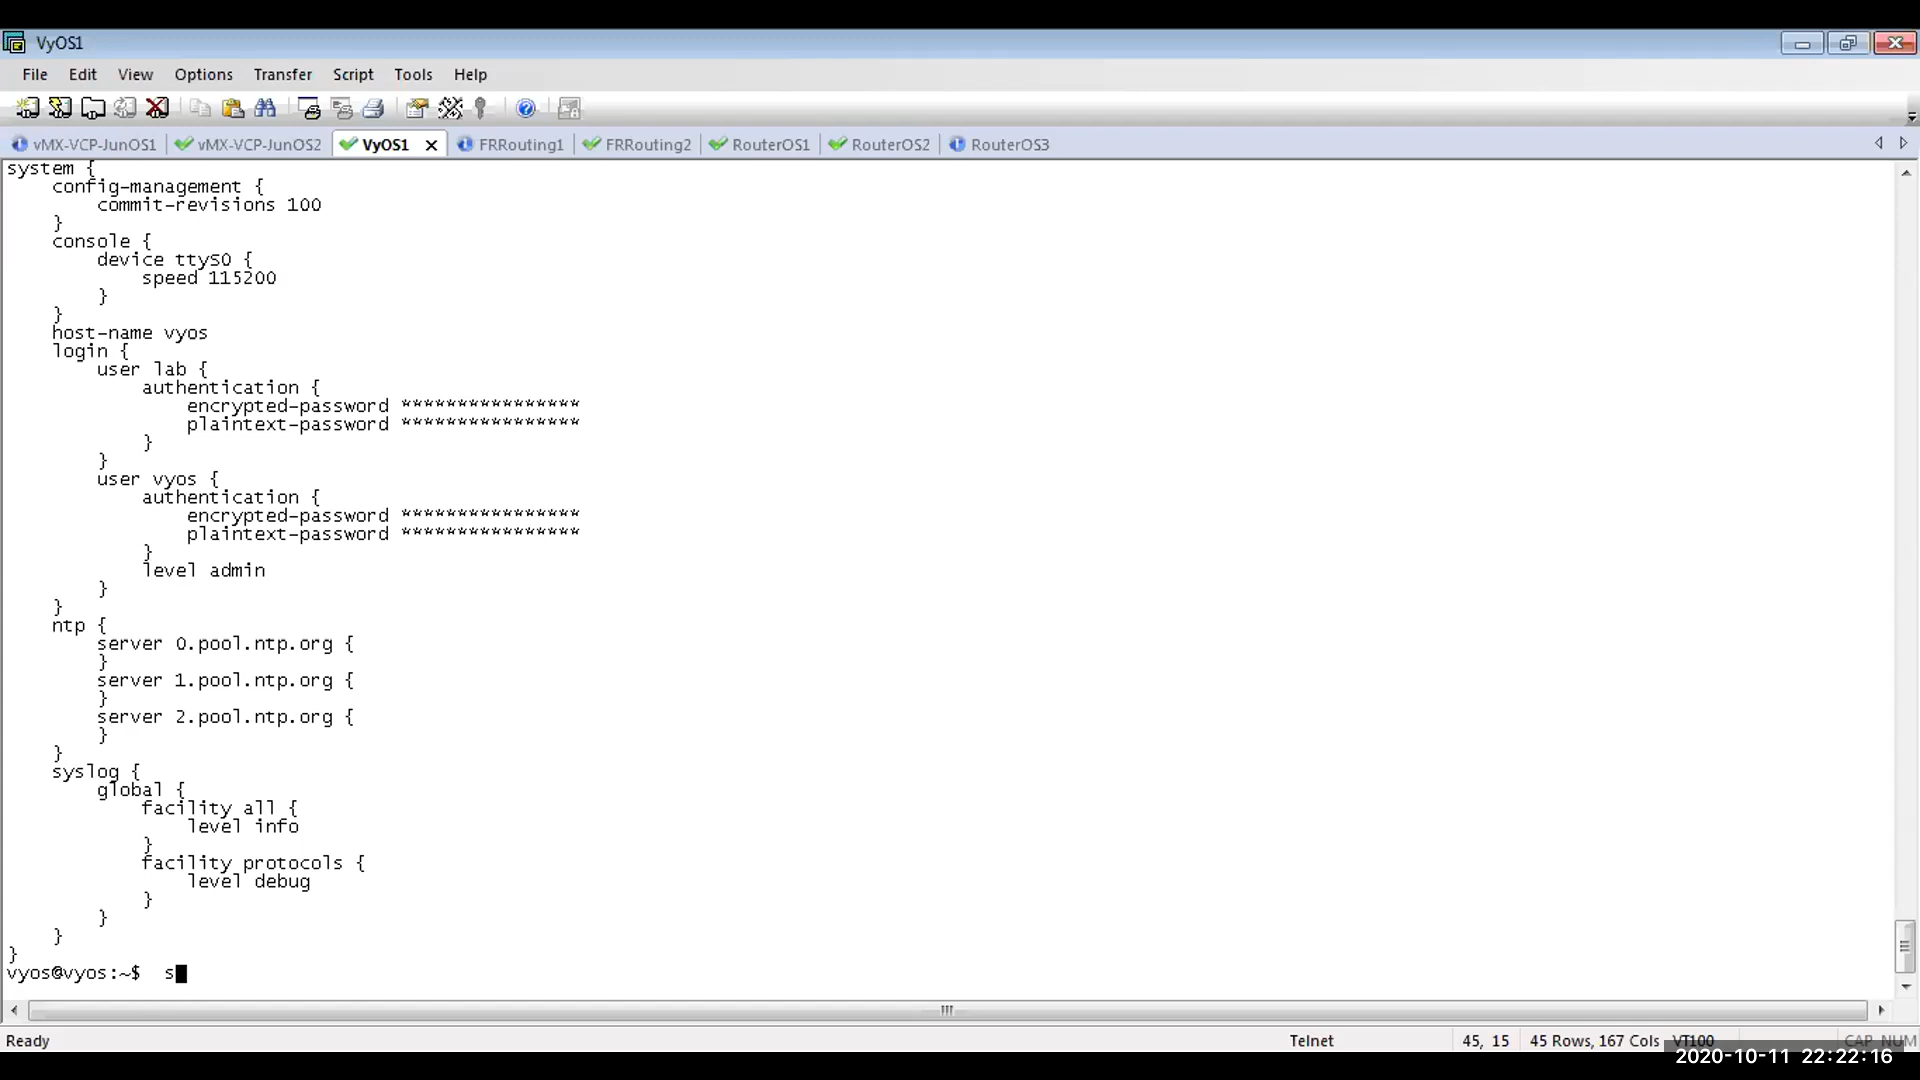 VyOS1
File Edit View Options Transfer Script Tools Help
vMX-VCP-JunOS1 vMX-VCP-JunOS2 VyOS1 FRRouting1 FRRouting2 RouterOS1 RouterOS2 RouterOS3
system {
    config-management {
        commit-revisions 100
    }
    console {
        device ttyS0 {
            speed 115200
        }
    }
    host-name vyos
    login {
        user lab {
            authentication {
                encrypted-password ****************
                plaintext-password ****************
            }
        }
        user vyos {
            authentication {
                encrypted-password ****************
                plaintext-password ****************
            }
            level admin
        }
    }
    ntp {
        server 0.pool.ntp.org {
        }
        server 1.pool.ntp.org {
        }
        server 2.pool.ntp.org {
        }
    }
    syslog {
        global {
            facility all {
                level info
            }
            facility protocols {
                level debug
            }
        }
    }
}
vyos@vyos:~$  s
Ready Telnet 45, 15 45 Rows, 167 Cols VT100 CAP NUM
2020-10-11 22:22:16